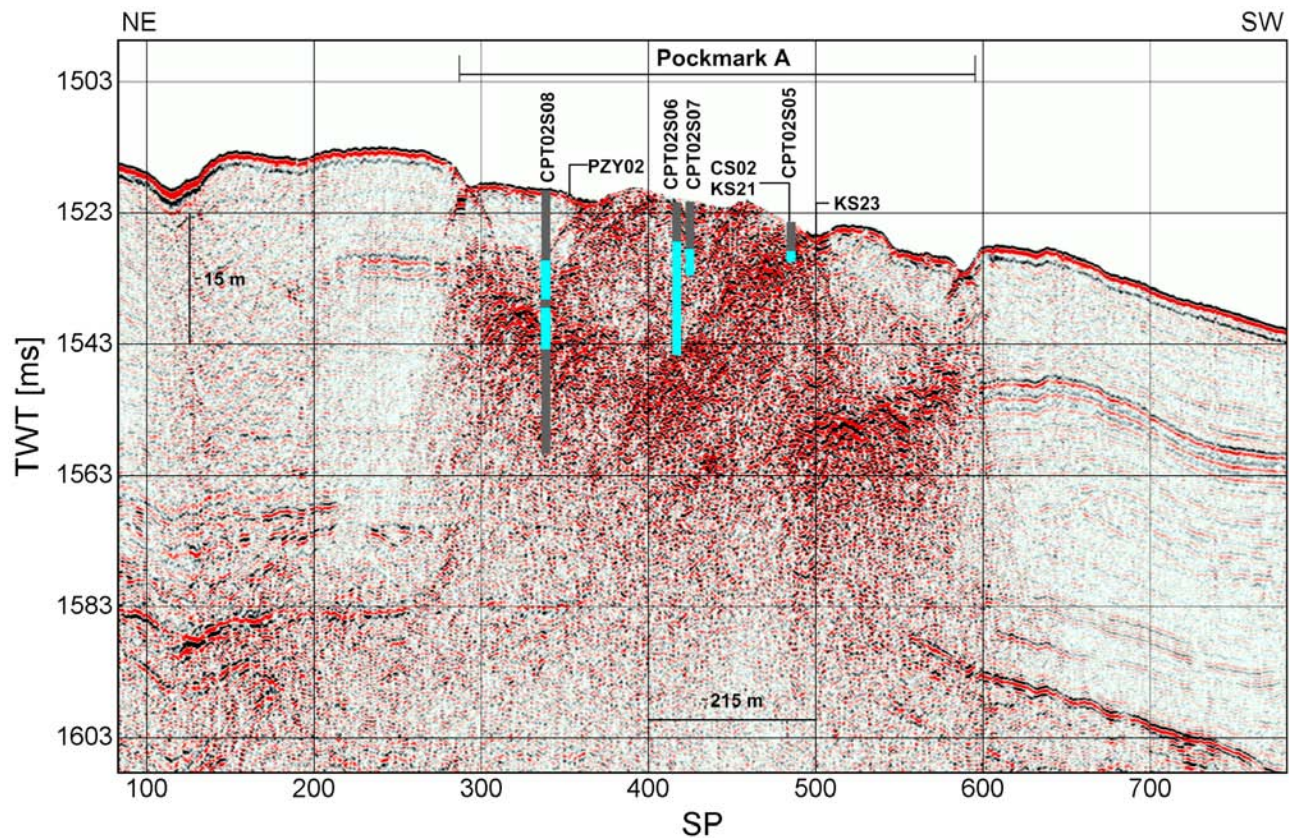 NE
SW
Pockmark A
1503
CPT02S08
PZY02
CPT02S06
CPT02S07
CS02
KS21
CPT02S05
KS23
1523
~15 m
1543
TWT [ms]
1563
1583
~215 m
1603
100 200 300 400 500 600 700
SP